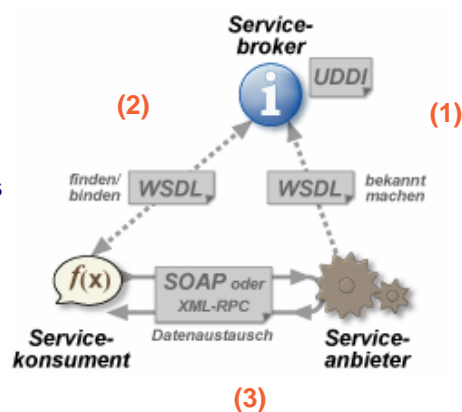 Service-
broker
UDDI
(2)
(1)
finden/
binden
WSDL
WSDL
bekannt
machen
s
f(x)
SOAP oder
XML-RPC
Datenaustausch
Service-
konsument
Service-
anbieter
(3)